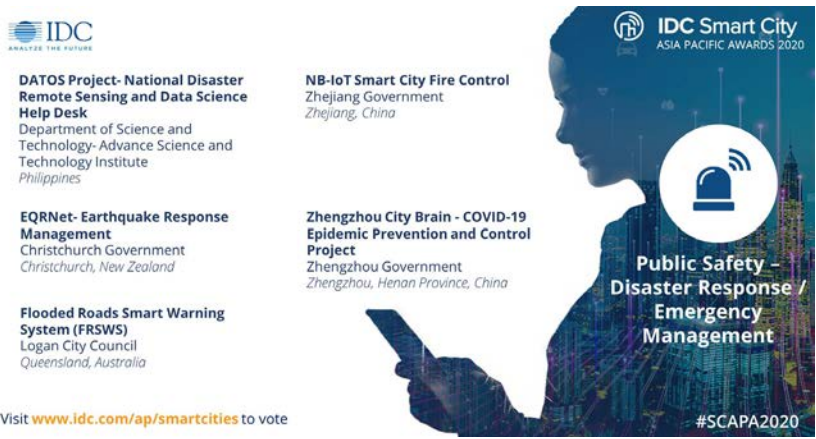 IDC
ANALYZE THE FUTURE
DATOS Project- National Disaster
Remote Sensing and Data Science
Help Desk
Department of Science and
Technology- Advance Science and
Technology Institute
Philippines
EQRNet- Earthquake Response
Management
Christchurch Government
Christchurch, New Zealand
Flooded Roads Smart Warning
System (FRSWS)
Logan City Council
Queensland, Australia
NB-IoT Smart City Fire Control
Zhejiang Government
Zhejiang, China
Zhengzhou City Brain - COVID-19
Epidemic Prevention and Control
Project
Zhengzhou Government
Zhengzhou, Henan Province, China
Visit www.idc.com/ap/smartcities to vote
IDC Smart City
ASIA PACIFIC AWARDS 2020
Public Safety –
Disaster Response /
Emergency
Management
#SCAPA2020